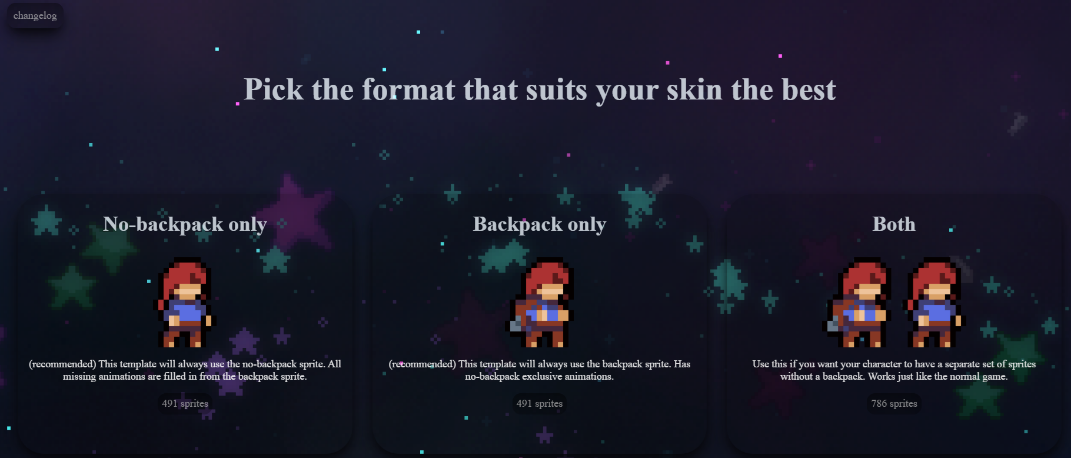 changelog
Pick the format that suits your skin the best
No-backpack only
(recommended) This template will always use the no-backpack sprite. All
missing animations are filled in from the backpack sprite.
491 sprites
Backpack only
(recommended) This template will always use the backpack sprite. Has
no-backpack exclusive animations.
491 sprites
Both
Use this if you want your character to have a separate set of sprites
without a backpack. Works just like the normal game.
786 sprites